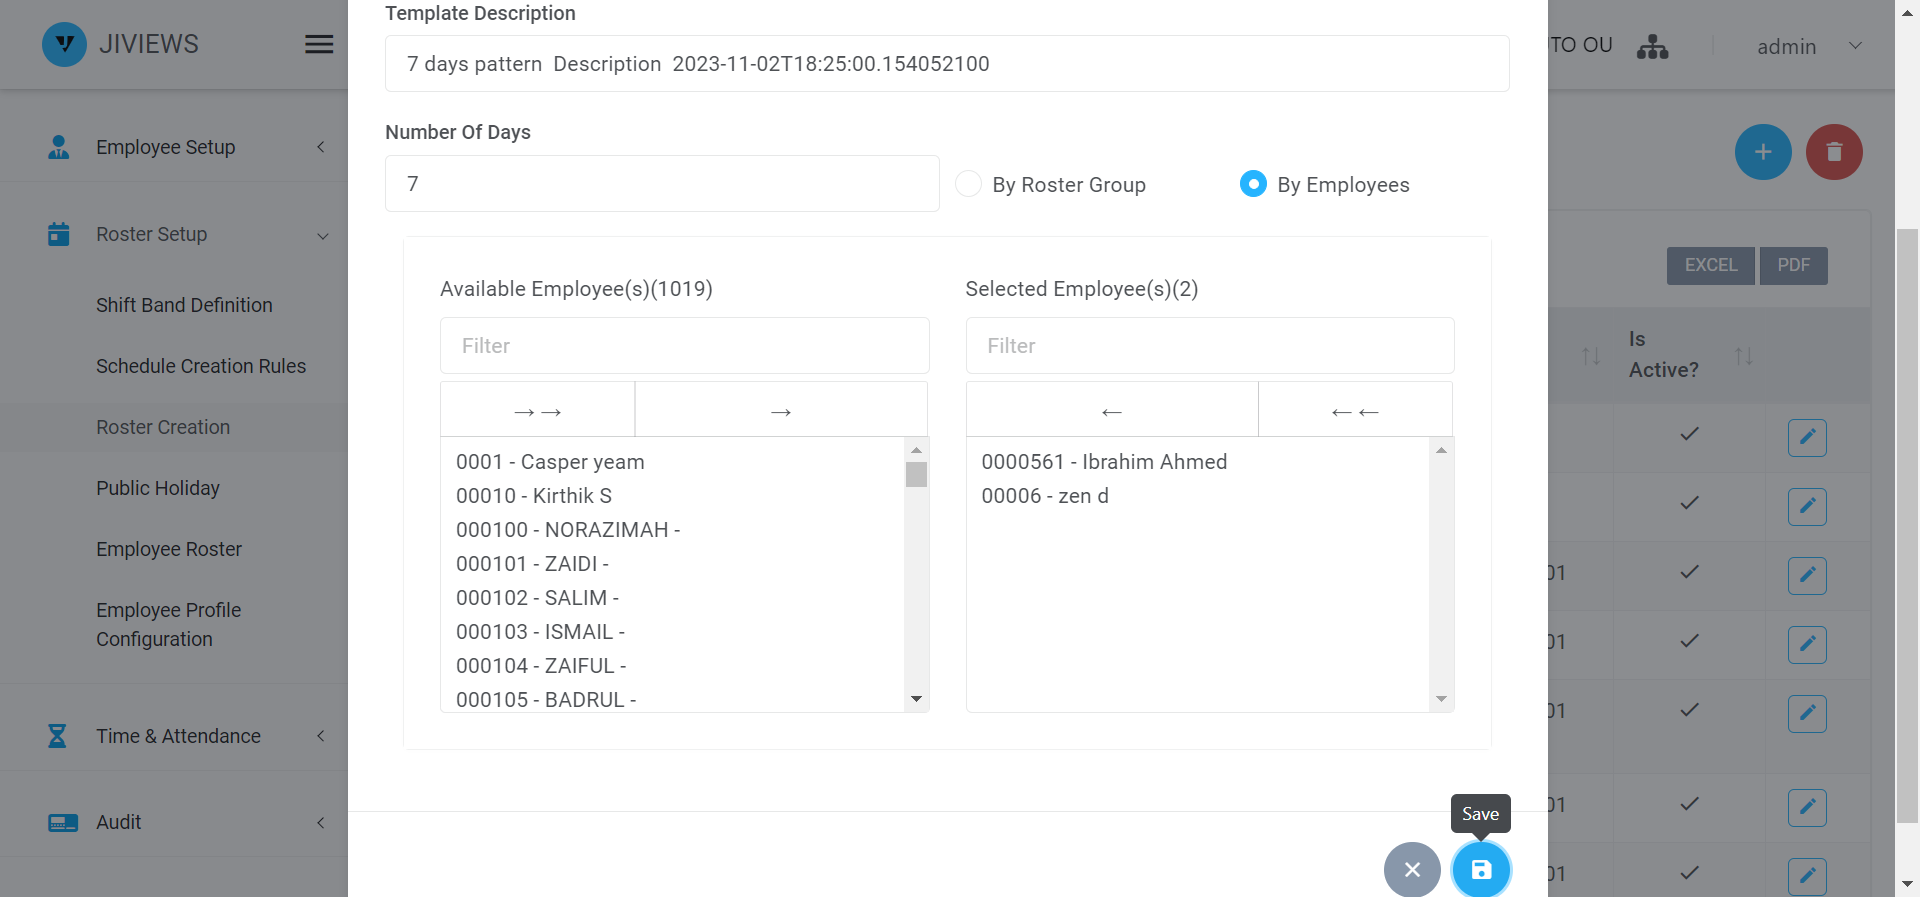 Template Description
JIVIEWS
TO OU
admin
7 days pattern  Description  2023-11-02T18:25:00.154052100
Number Of Days
Employee Setup
7
By Roster Group
By Employees
Roster Setup
EXCEL
PDF
Available Employee(s)(1019)
Selected Employee(s)(2)
Shift Band Definition
Filter
Filter
Is
Active?
Schedule Creation Rules
→→
→
←
←←
Roster Creation
0001 - Casper yeam
0000561 - Ibrahim Ahmed
Public Holiday
00010 - Kirthik S
00006 - zen d
000100 - NORAZIMAH -
Employee Roster
000101 - ZAIDI -
01
000102 - SALIM -
Employee Profile
Configuration
000103 - ISMAIL -
01
000104 - ZAIFUL -
000105 - BADRUL -
01
Time & Attendance
01
Audit
Save
01